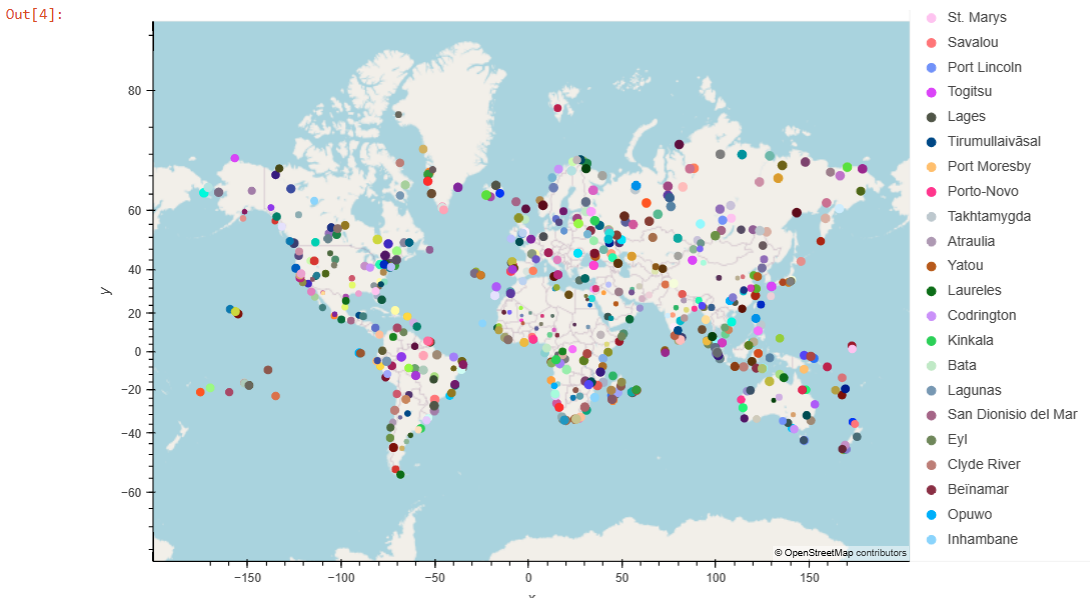 Out[4]:
80
60
40
20
0
−20
−40
−60
y
−150
−100
−50
0
50
100
150
© OpenStreetMap contributors
St. Marys
Savalou
Port Lincoln
Togitsu
Lages
Tirumullaivāsal
Port Moresby
Porto-Novo
Takhtamygda
Atraulia
Yatou
Laureles
Codrington
Kinkala
Bata
Lagunas
San Dionisio del Mar
Eyl
Clyde River
Beïnamar
Opuwo
Inhambane